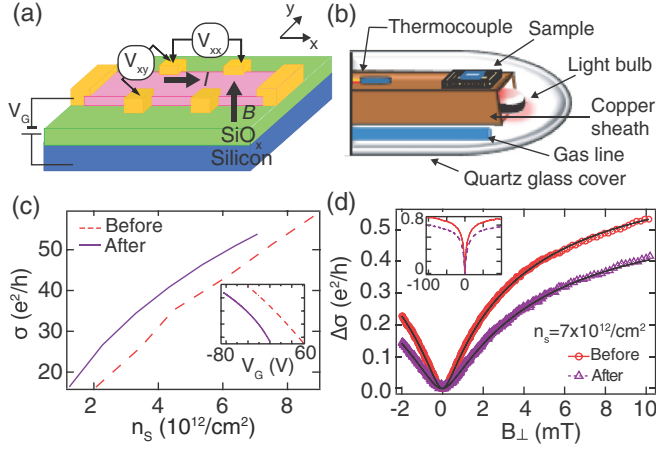 (a)
y
x
V_xx
V_xy
I
V_G
B
SiO_x
Silicon
(b)
Thermocouple
Sample
Light bulb
Copper
sheath
Gas line
Quartz glass cover
(c)
Before
After
50
40
30
20
σ (e²/h)
2
4
6
8
n_S (10¹²/cm²)
-80
60
V_G (V)
(d)
0.5
0.4
0.3
0.2
0.1
0.0
Δσ (e²/h)
0.8
0
-100
0
n_s=7x10¹²/cm²
Before
After
-2
0
2
4
6
8
10
B_⊥ (mT)